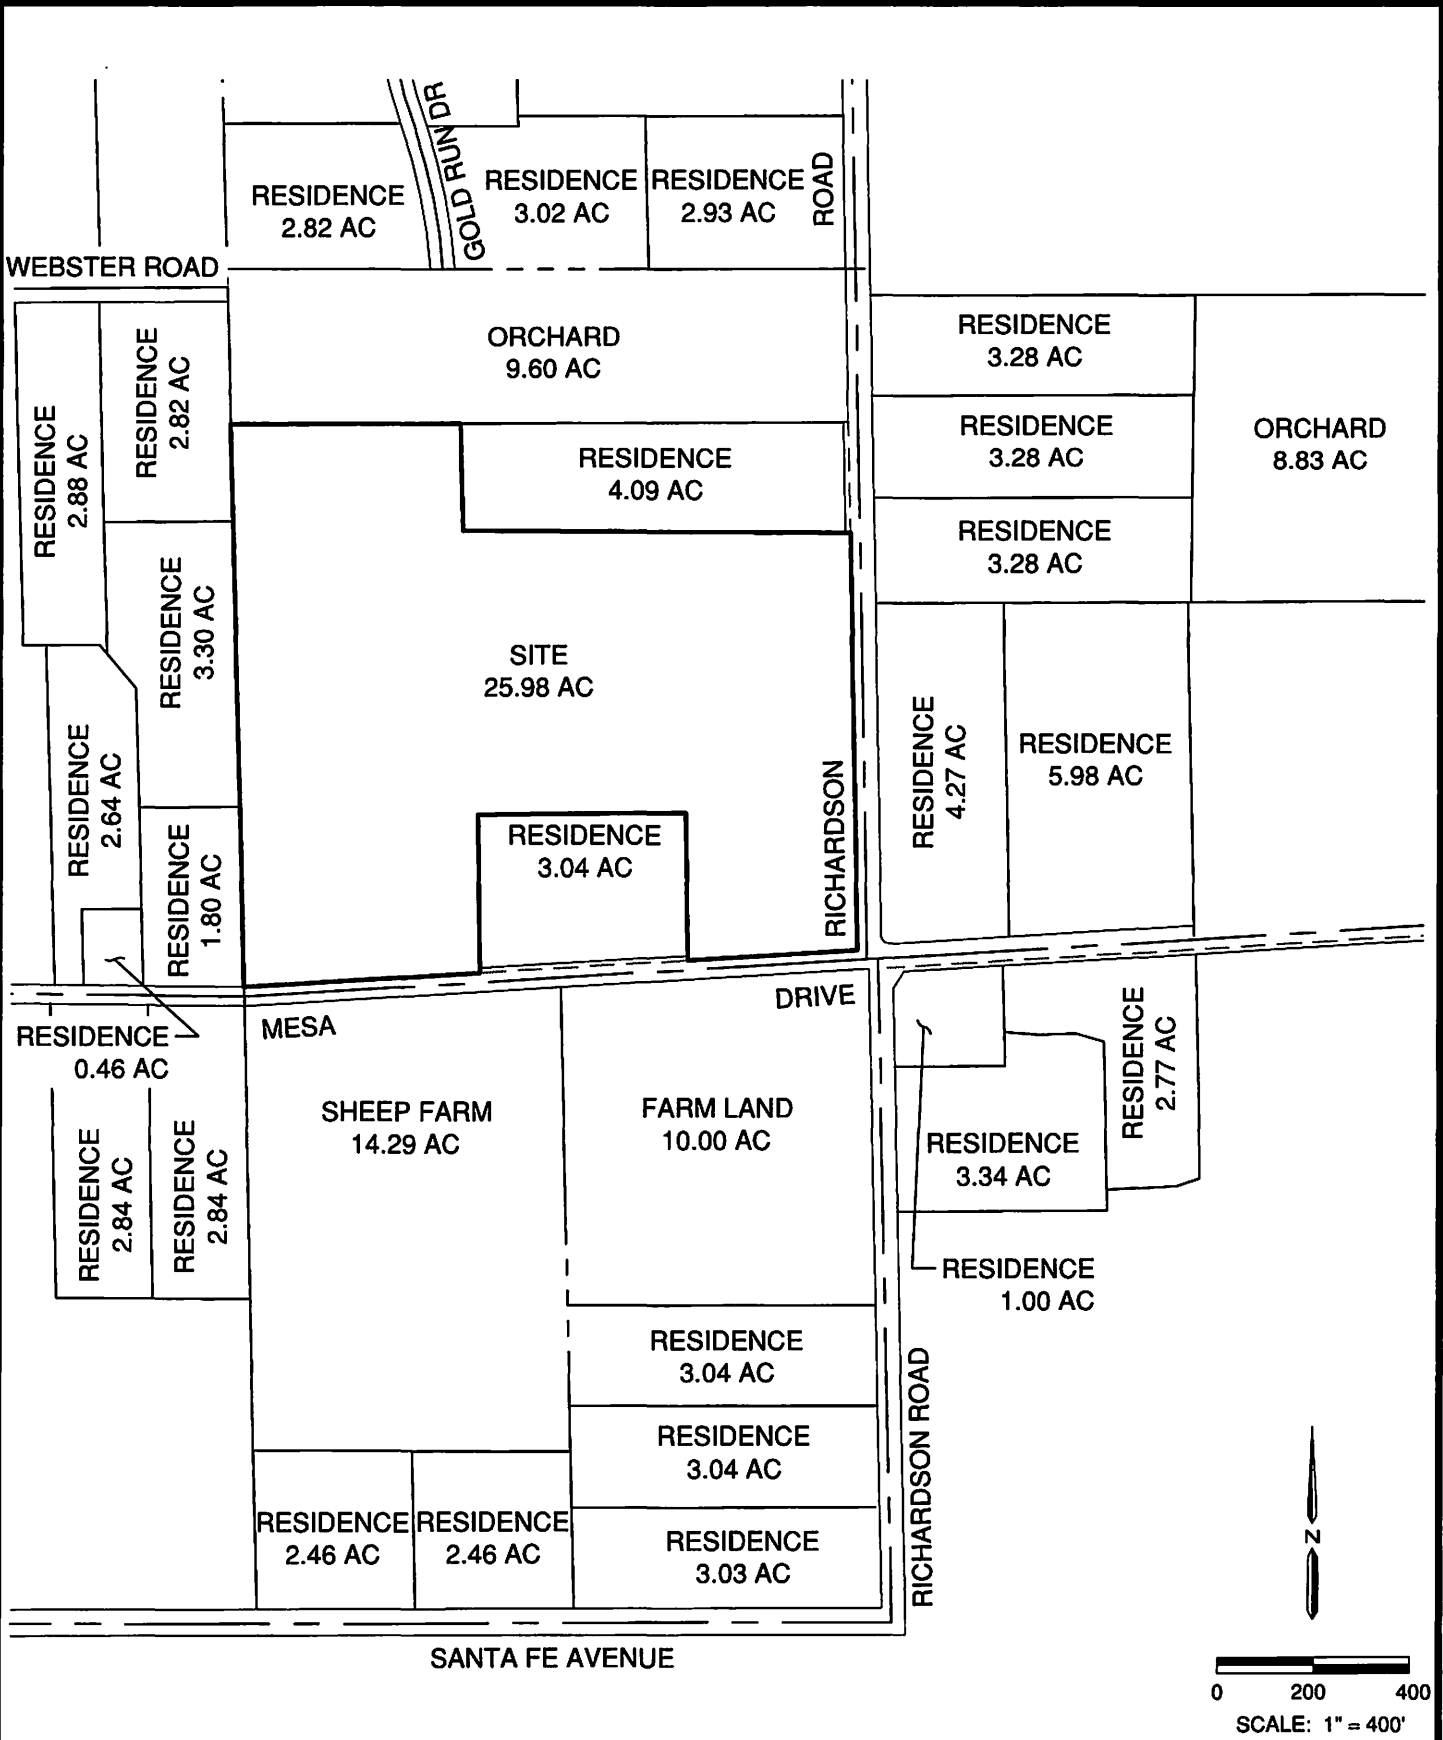 GOLD RUN DR
RESIDENCE
2.82 AC
RESIDENCE
3.02 AC
RESIDENCE
2.93 AC
ROAD
WEBSTER ROAD
ORCHARD
9.60 AC
RESIDENCE
3.28 AC
RESIDENCE
2.88 AC
RESIDENCE
2.82 AC
RESIDENCE
4.09 AC
RESIDENCE
3.28 AC
ORCHARD
8.83 AC
RESIDENCE
3.28 AC
RESIDENCE
3.30 AC
SITE
25.98 AC
RESIDENCE
2.64 AC
RESIDENCE
4.27 AC
RESIDENCE
5.98 AC
RESIDENCE
1.80 AC
RESIDENCE
3.04 AC
RICHARDSON
DRIVE
MESA
RESIDENCE
0.46 AC
RESIDENCE
2.77 AC
SHEEP FARM
14.29 AC
FARM LAND
10.00 AC
RESIDENCE
3.34 AC
RESIDENCE
2.84 AC
RESIDENCE
2.84 AC
RESIDENCE
1.00 AC
RESIDENCE
3.04 AC
RESIDENCE
3.04 AC
RICHARDSON ROAD
RESIDENCE
2.46 AC
RESIDENCE
2.46 AC
RESIDENCE
3.03 AC
N
SANTA FE AVENUE
0 200 400
SCALE: 1" = 400'